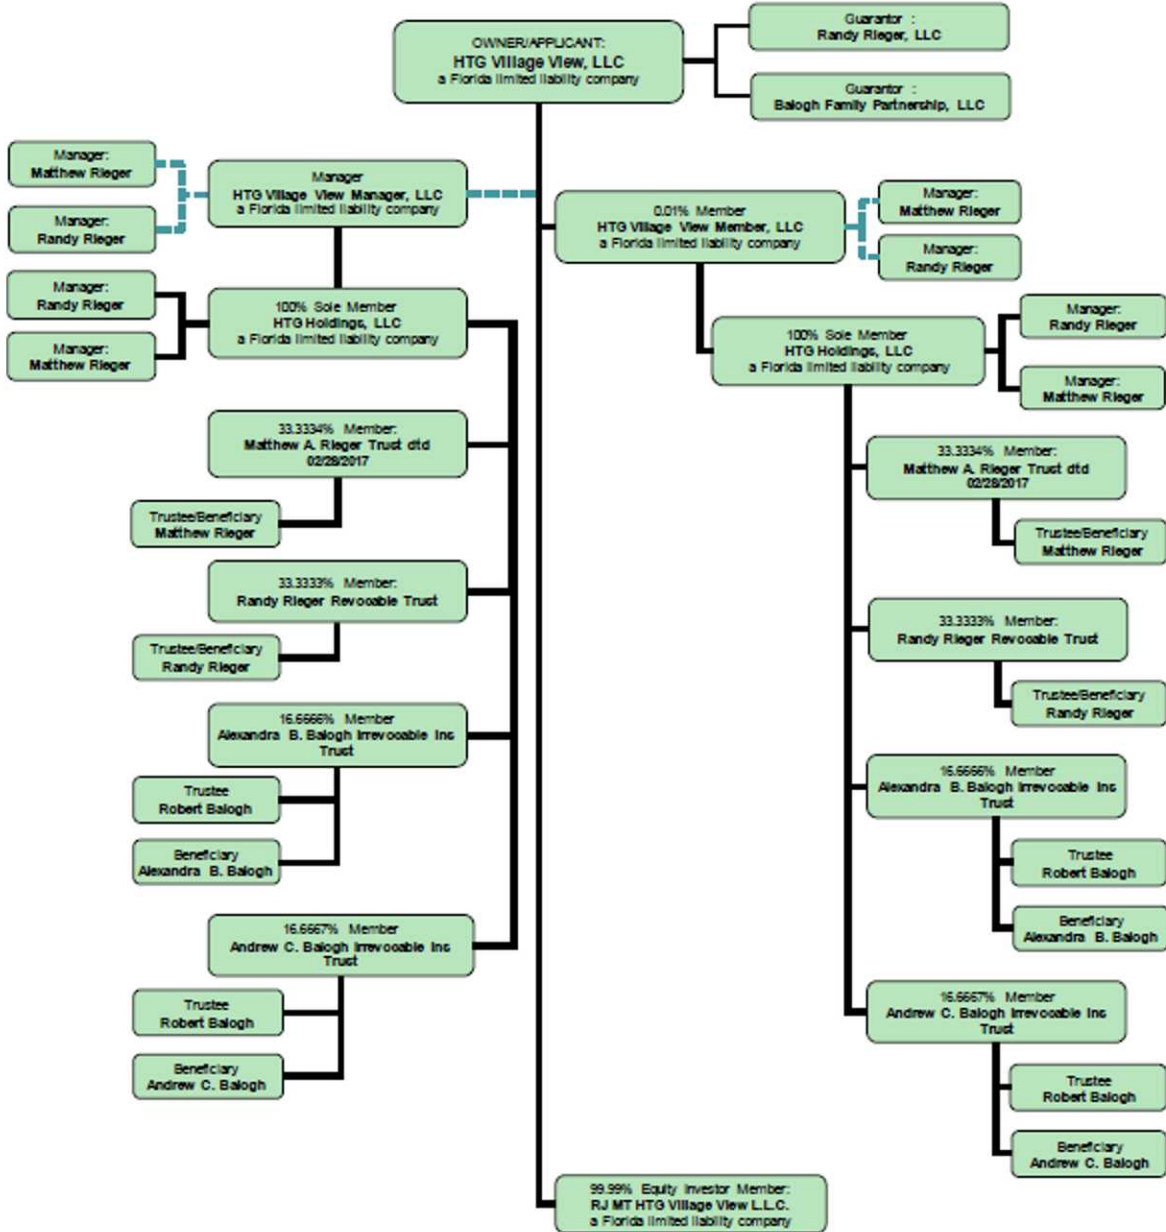 OWNER/APPLICANT:
HTG Village View, LLC
a Florida limited liability company
Guarantor :
Randy Rieger, LLC
Guarantor :
Balogh Family Partnership, LLC
Manager:
Matthew Rieger
Manager:
Randy Rieger
Manager
HTG Village View Manager, LLC
a Florida limited liability company
Manager:
Randy Rieger
Manager:
Matthew Rieger
100% Sole Member
HTG Holdings, LLC
a Florida limited liability company
33.3334% Member:
Matthew A. Rieger Trust dtd
02/28/2017
Trustee/Beneficiary
Matthew Rieger
33.3333% Member:
Randy Rieger Revocable Trust
Trustee/Beneficiary
Randy Rieger
16.6666% Member
Alexandra B. Balogh Irrevocable Ins
Trust
Trustee
Robert Balogh
Beneficiary
Alexandra B. Balogh
16.6667% Member
Andrew C. Balogh Irrevocable Ins
Trust
Trustee
Robert Balogh
Beneficiary
Andrew C. Balogh
0.01% Member
HTG Village View Member, LLC
a Florida limited liability company
Manager:
Matthew Rieger
Manager:
Randy Rieger
100% Sole Member
HTG Holdings, LLC
a Florida limited liability company
Manager:
Randy Rieger
Manager:
Matthew Rieger
33.3334% Member:
Matthew A. Rieger Trust dtd
02/28/2017
Trustee/Beneficiary
Matthew Rieger
33.3333% Member:
Randy Rieger Revocable Trust
Trustee/Beneficiary
Randy Rieger
16.6666% Member
Alexandra B. Balogh Irrevocable Ins
Trust
Trustee
Robert Balogh
Beneficiary
Alexandra B. Balogh
16.6667% Member
Andrew C. Balogh Irrevocable Ins
Trust
Trustee
Robert Balogh
Beneficiary
Andrew C. Balogh
99.99% Equity Investor Member:
RJ MT HTG Village View L.L.C.
a Florida limited liability company